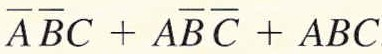 A̅ B̅C + AB̅ C̅ + ABC